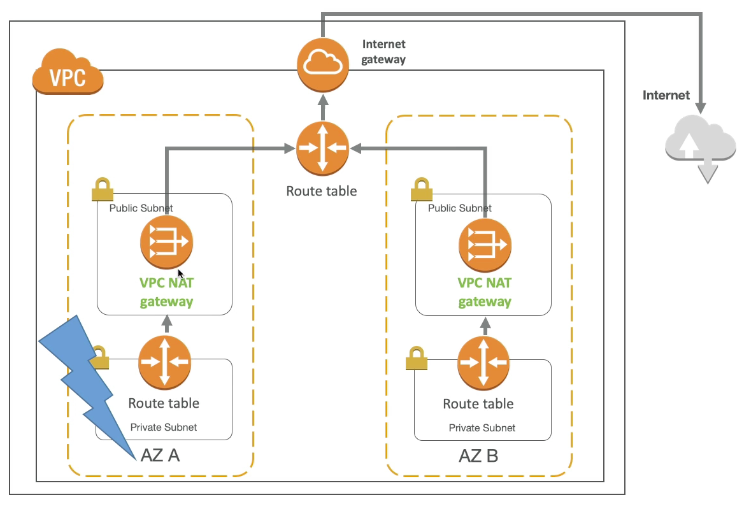 Internet
gateway
VPC
Internet
Route table
Public Subnet
Public Subnet
VPC NAT
gateway
VPC NAT
gateway
Route table
Route table
Private Subnet
Private Subnet
AZ A
AZ B